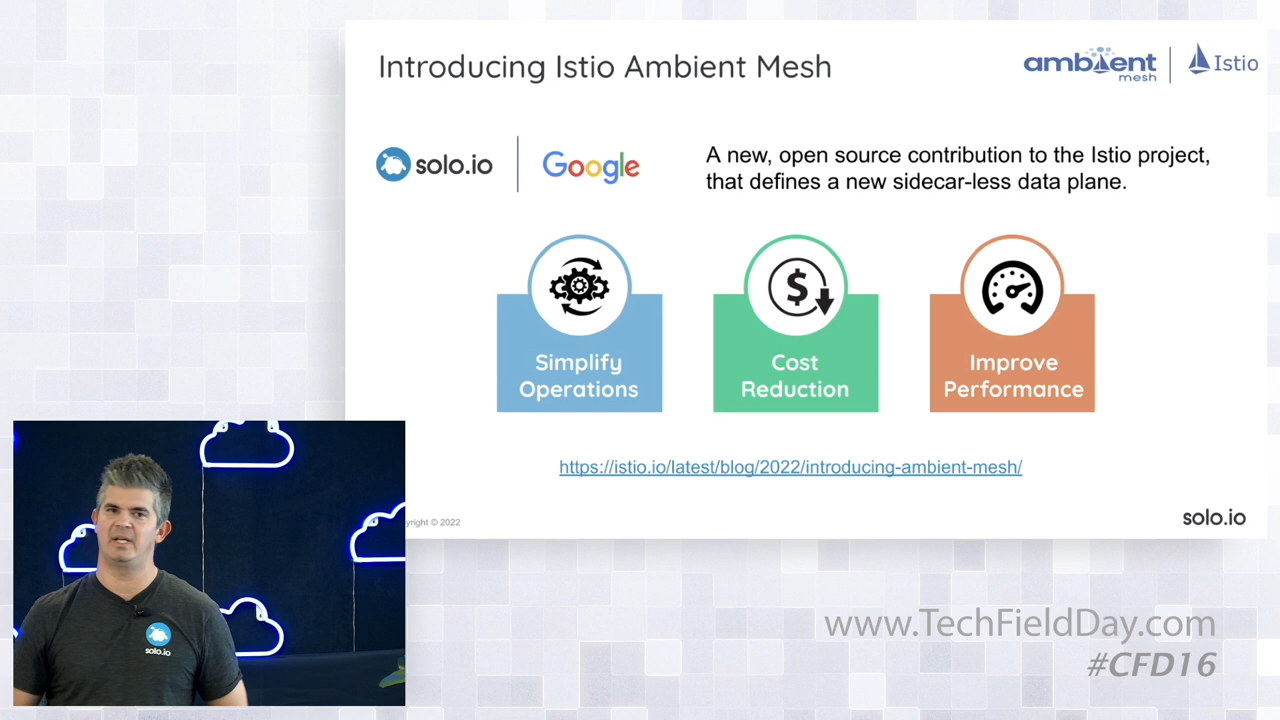 Introducing Istio Ambient Mesh
ambient
mesh
Istio
solo.io
Google
A new, open source contribution to the Istio project,
that defines a new sidecar-less data plane.
Simplify
Operations
Cost
Reduction
Improve
Performance
https://istio.io/latest/blog/2022/introducing-ambient-mesh/
yright © 2022
solo.io
solo.io
www.TechFieldDay.com
#CFD16